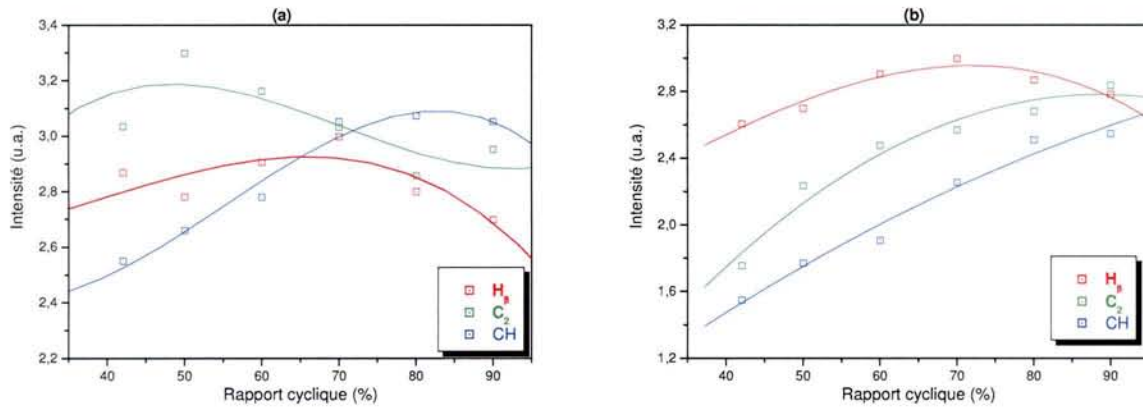 (a)
3,4
3,2
3,0
2,8
2,6
2,4
2,2
Intensité (u.a.)
40 50 60 70 80 90
Rapport cyclique (%)
Hβ
C2
CH
(b)
3,2
2,8
2,4
2,0
1,6
1,2
Intensité (u.a.)
40 50 60 70 80 90
Rapport cyclique (%)
Hβ
C2
CH